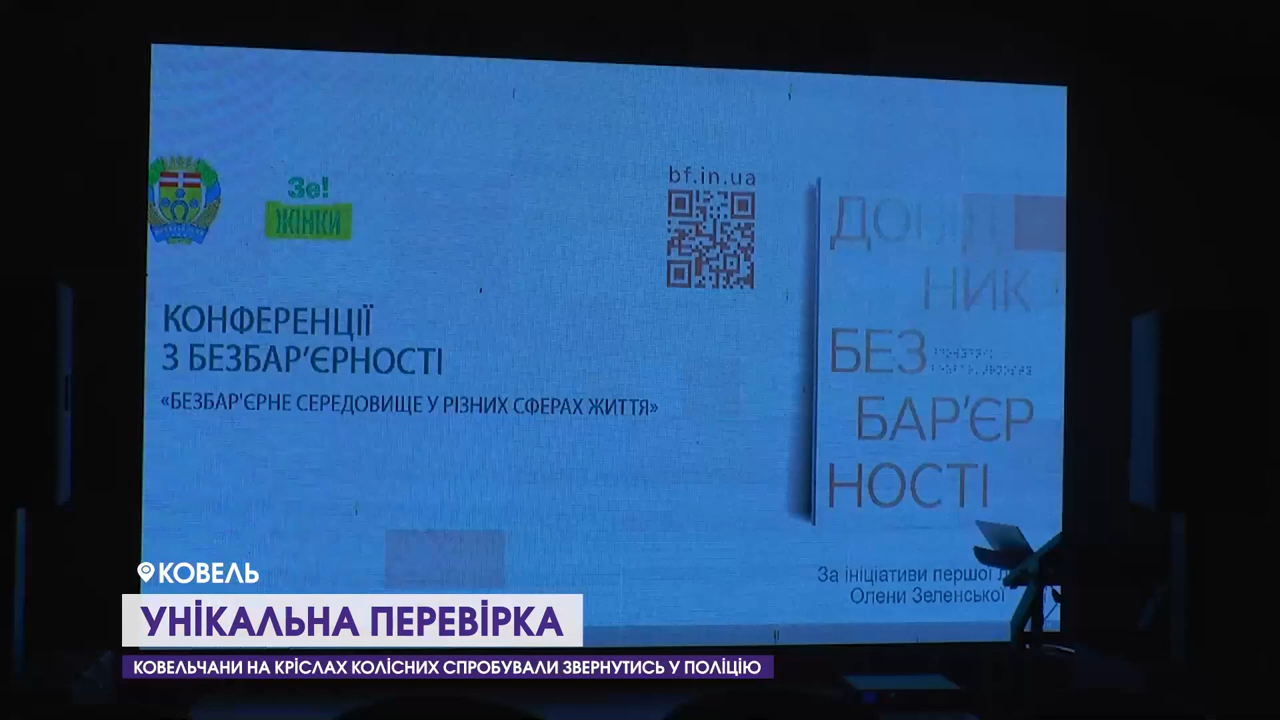 Зе!
ЖІНКИ
bf.in.ua
КОНФЕРЕНЦІЇ
З БЕЗБАР'ЄРНОСТІ
«БЕЗБАР'ЄРНЕ СЕРЕДОВИЩЕ У РІЗНИХ СФЕРАХ ЖИТТЯ»
ДОВІД
НИК
БЕЗ
БАР'ЄР
НОСТІ
За ініціативи першої
Олени Зеленської
КОВЕЛЬ
УНІКАЛЬНА ПЕРЕВІРКА
КОВЕЛЬЧАНИ НА КРІСЛАХ КОЛІСНИХ СПРОБУВАЛИ ЗВЕРНУТИСЬ У ПОЛІЦІЮ